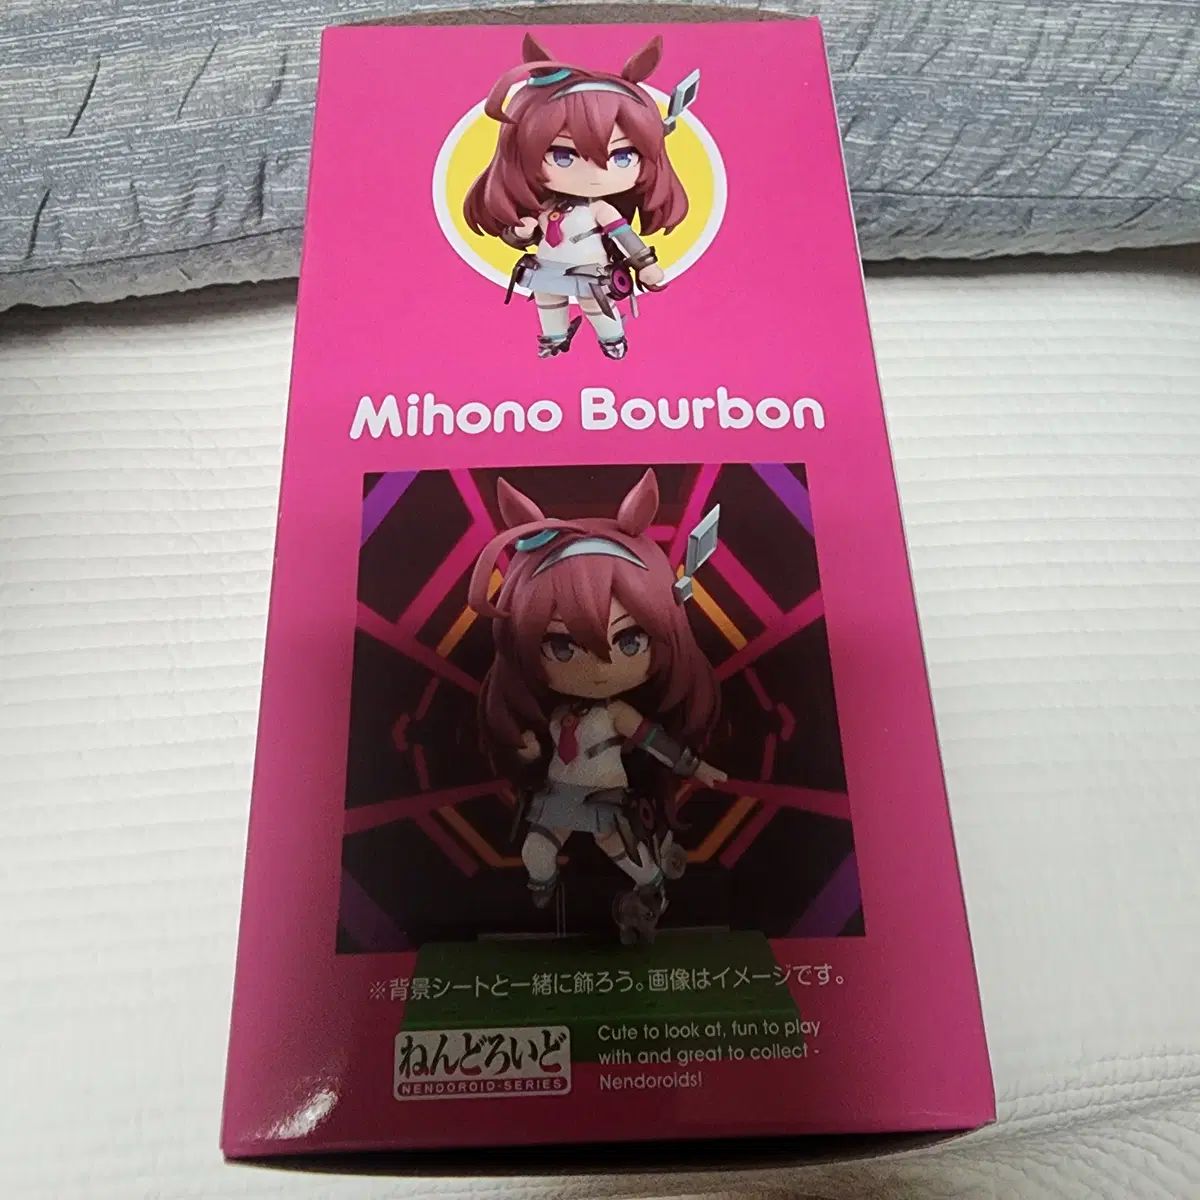 Mihono Bourbon
※背景シートと一緒に飾ろう。画像はイメージです。
ねんどろいど
NENDOROID-SERIES
Cute to look at, fun to play
with and great to collect -
Nendoroids!